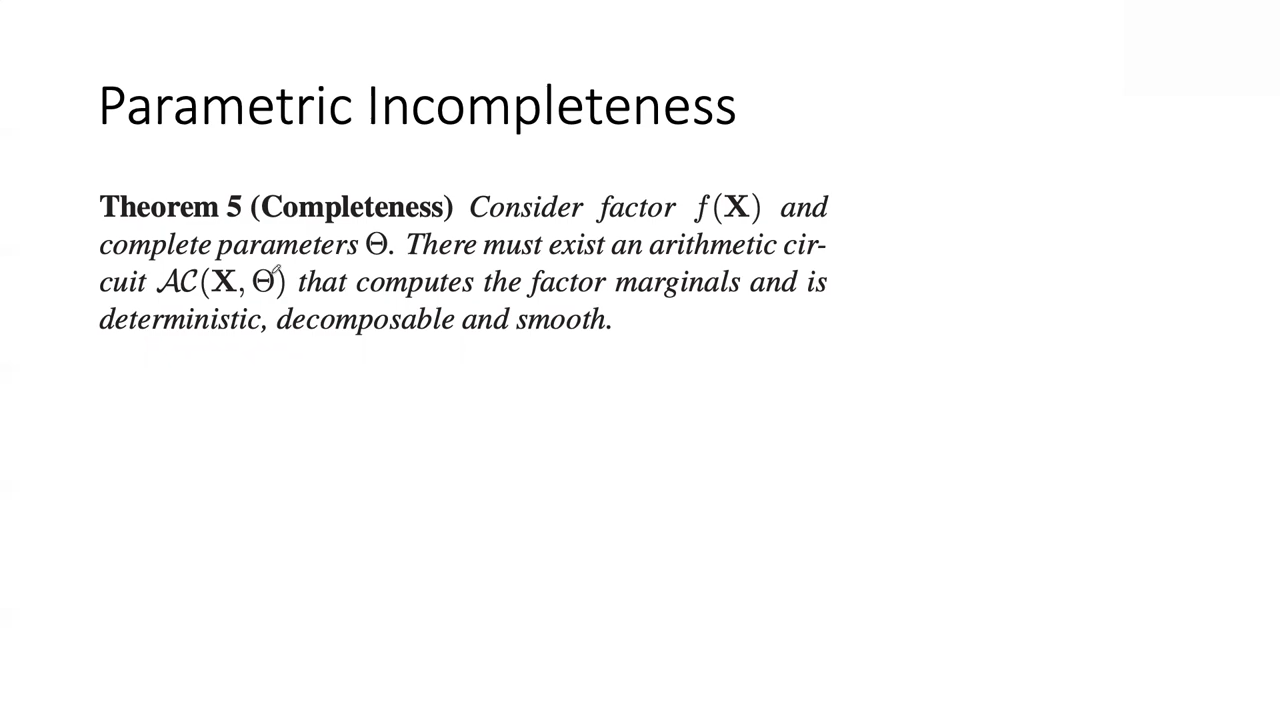 Parametric Incompleteness
Theorem 5 (Completeness) Consider factor f(X) and
complete parameters Θ. There must exist an arithmetic cir-
cuit 𝒜𝒞(X, Θ) that computes the factor marginals and is
deterministic, decomposable and smooth.